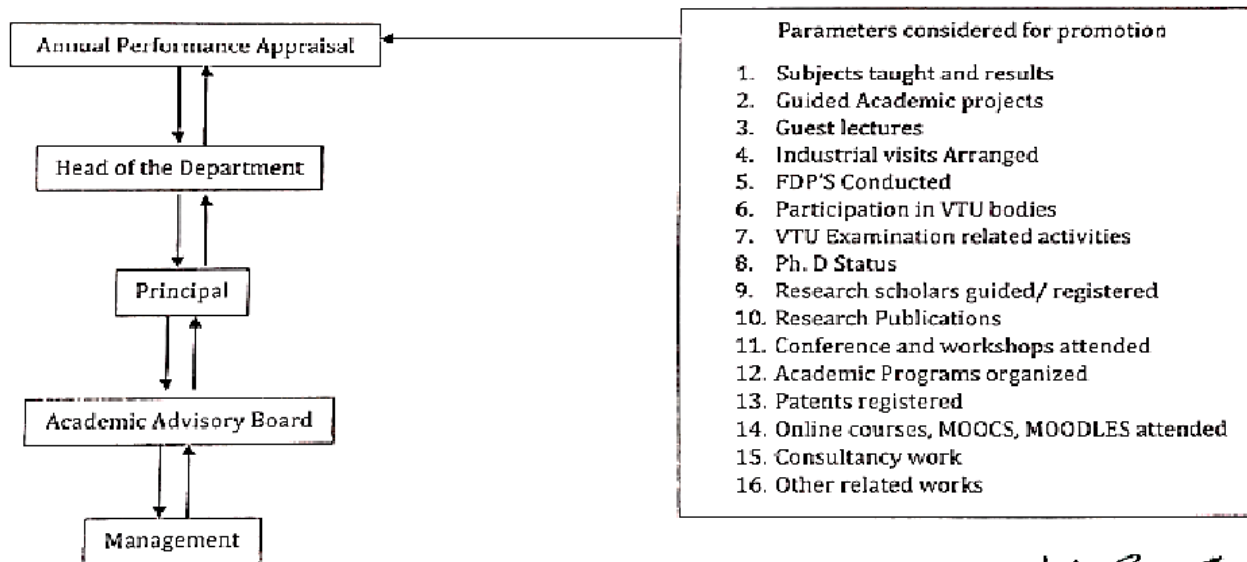 Annual Performance Appraisal
Head of the Department
Principal
Academic Advisory Board
Management
Parameters considered for promotion
1. Subjects taught and results
2. Guided Academic projects
3. Guest lectures
4. Industrial visits Arranged
5. FDP'S Conducted
6. Participation in VTU bodies
7. VTU Examination related activities
8. Ph. D Status
9. Research scholars guided/ registered
10. Research Publications
11. Conference and workshops attended
12. Academic Programs organized
13. Patents registered
14. Online courses, MOOCS, MOODLES attended
15. Consultancy work
16. Other related works